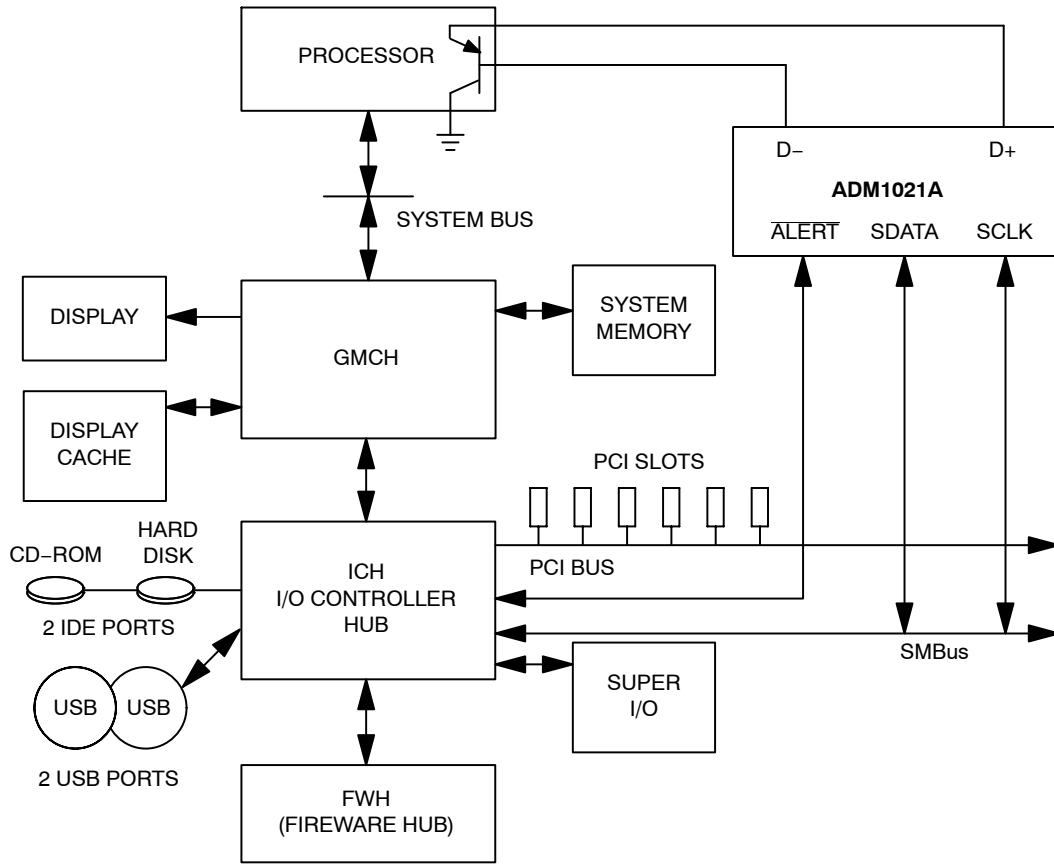 PROCESSOR
D− D+
ADM1021A
ALERT SDATA SCLK
SYSTEM BUS
DISPLAY
GMCH
SYSTEM
MEMORY
DISPLAY
CACHE
PCI SLOTS
CD−ROM
HARD
DISK
ICH
I/O CONTROLLER
HUB
PCI BUS
2 IDE PORTS
SMBus
USB USB
SUPER
I/O
2 USB PORTS
FWH
(FIREWARE HUB)